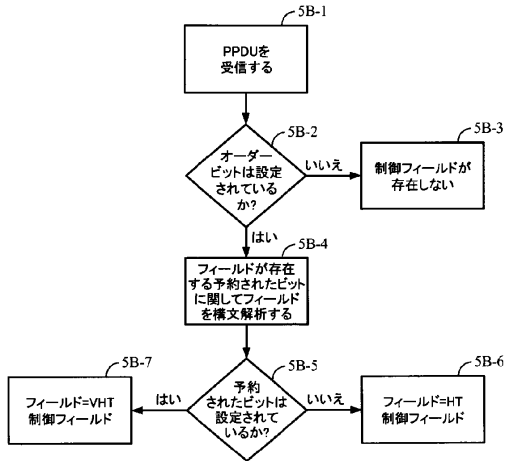 5B-1
PPDUを
受信する
5B-2
オーダー
ビットは設定
されている
か?
いいえ
5B-3
制御フィールドが
存在しない
はい
5B-4
フィールドが存在
する予約されたビット
に関してフィールド
を構文解析する
5B-5
予約
されたビットは
設定されて
いるか?
はい
5B-7
フィールド=VHT
制御フィールド
いいえ
5B-6
フィールド=HT
制御フィールド